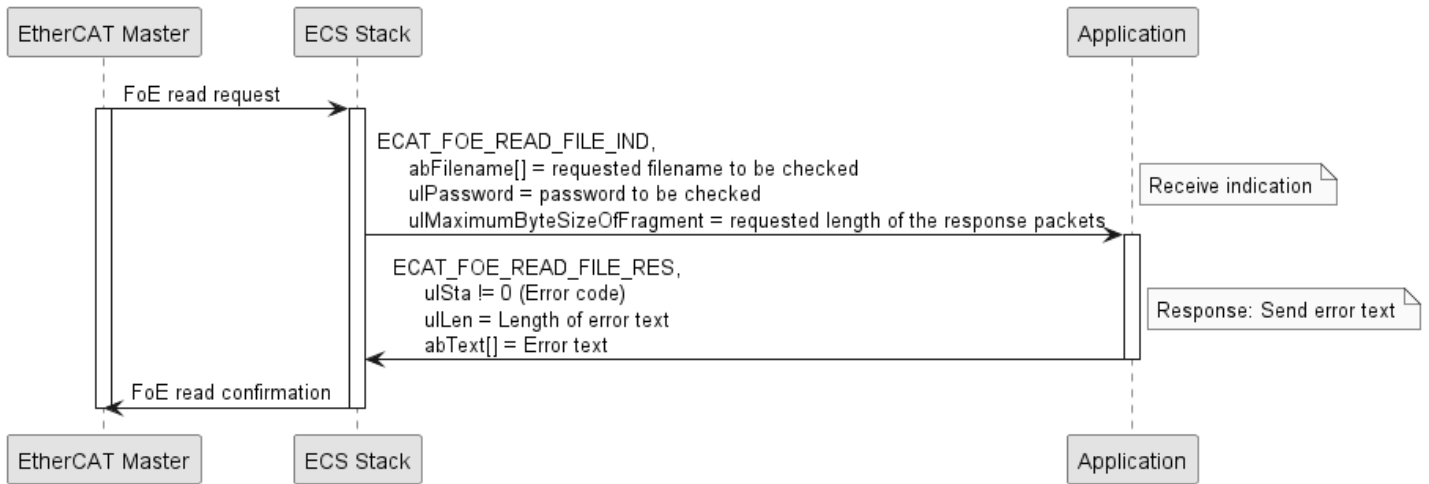 EtherCAT Master
ECS Stack
Application
FoE read request
ECAT_FOE_READ_FILE_IND,
abFilename[] = requested filename to be checked
ulPassword = password to be checked
ulMaximumByteSizeOfFragment = requested length of the response packets
Receive indication
ECAT_FOE_READ_FILE_RES,
ulSta != 0 (Error code)
ulLen = Length of error text
abText[] = Error text
Response: Send error text
FoE read confirmation
EtherCAT Master
ECS Stack
Application